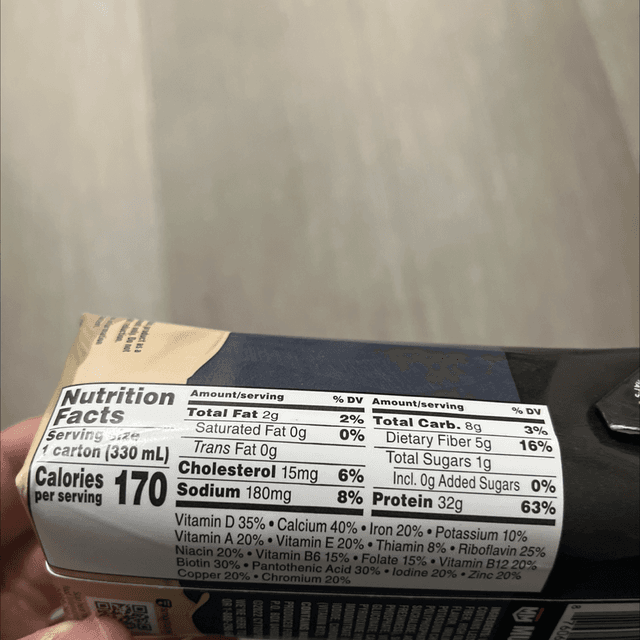 Nutrition
Facts
Serving size
1 carton (330 mL)
Calories 170
per serving
Amount/serving % DV
Total Fat 2g 2%
Saturated Fat 0g 0%
Trans Fat 0g
Cholesterol 15mg 6%
Sodium 180mg 8%
Amount/serving % DV
Total Carb. 8g 3%
Dietary Fiber 5g 16%
Total Sugars 1g
Incl. 0g Added Sugars 0%
Protein 32g 63%
Vitamin D 35% • Calcium 40% • Iron 20% • Potassium 10%
Vitamin A 20% • Vitamin E 20% • Thiamin 8% • Riboflavin 25%
Niacin 20% • Vitamin B6 15% • Folate 15% • Vitamin B12 20%
Biotin 30% • Pantothenic Acid 30% • Iodine 20% • Zinc 20%
Copper 20% • Chromium 20%